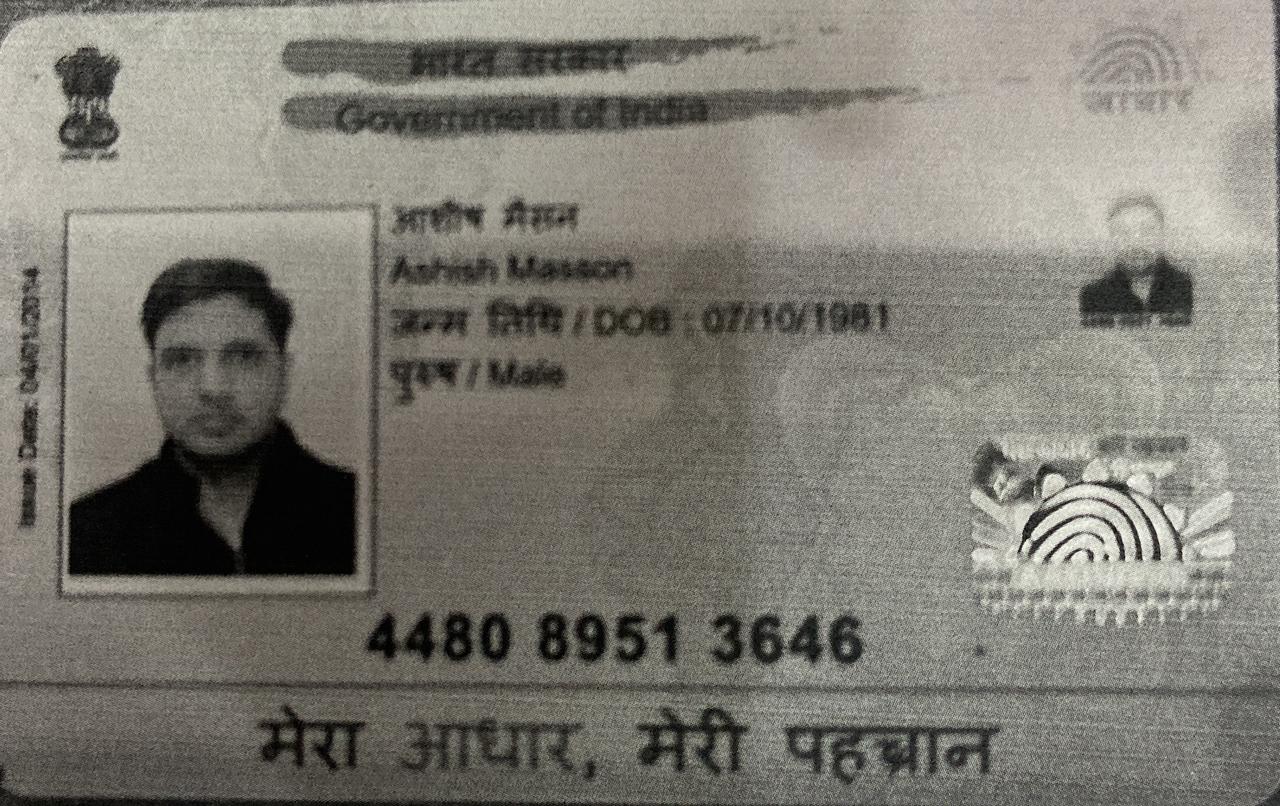 भारत सरकार
Government of India
आधार
आशीष मैसन
Ashish Masson
जन्म तिथि / DOB : 07/10/1981
पुरुष / Male
Issue Date: 04/01/2014
4480 8951 3646
मेरा आधार, मेरी पहचान